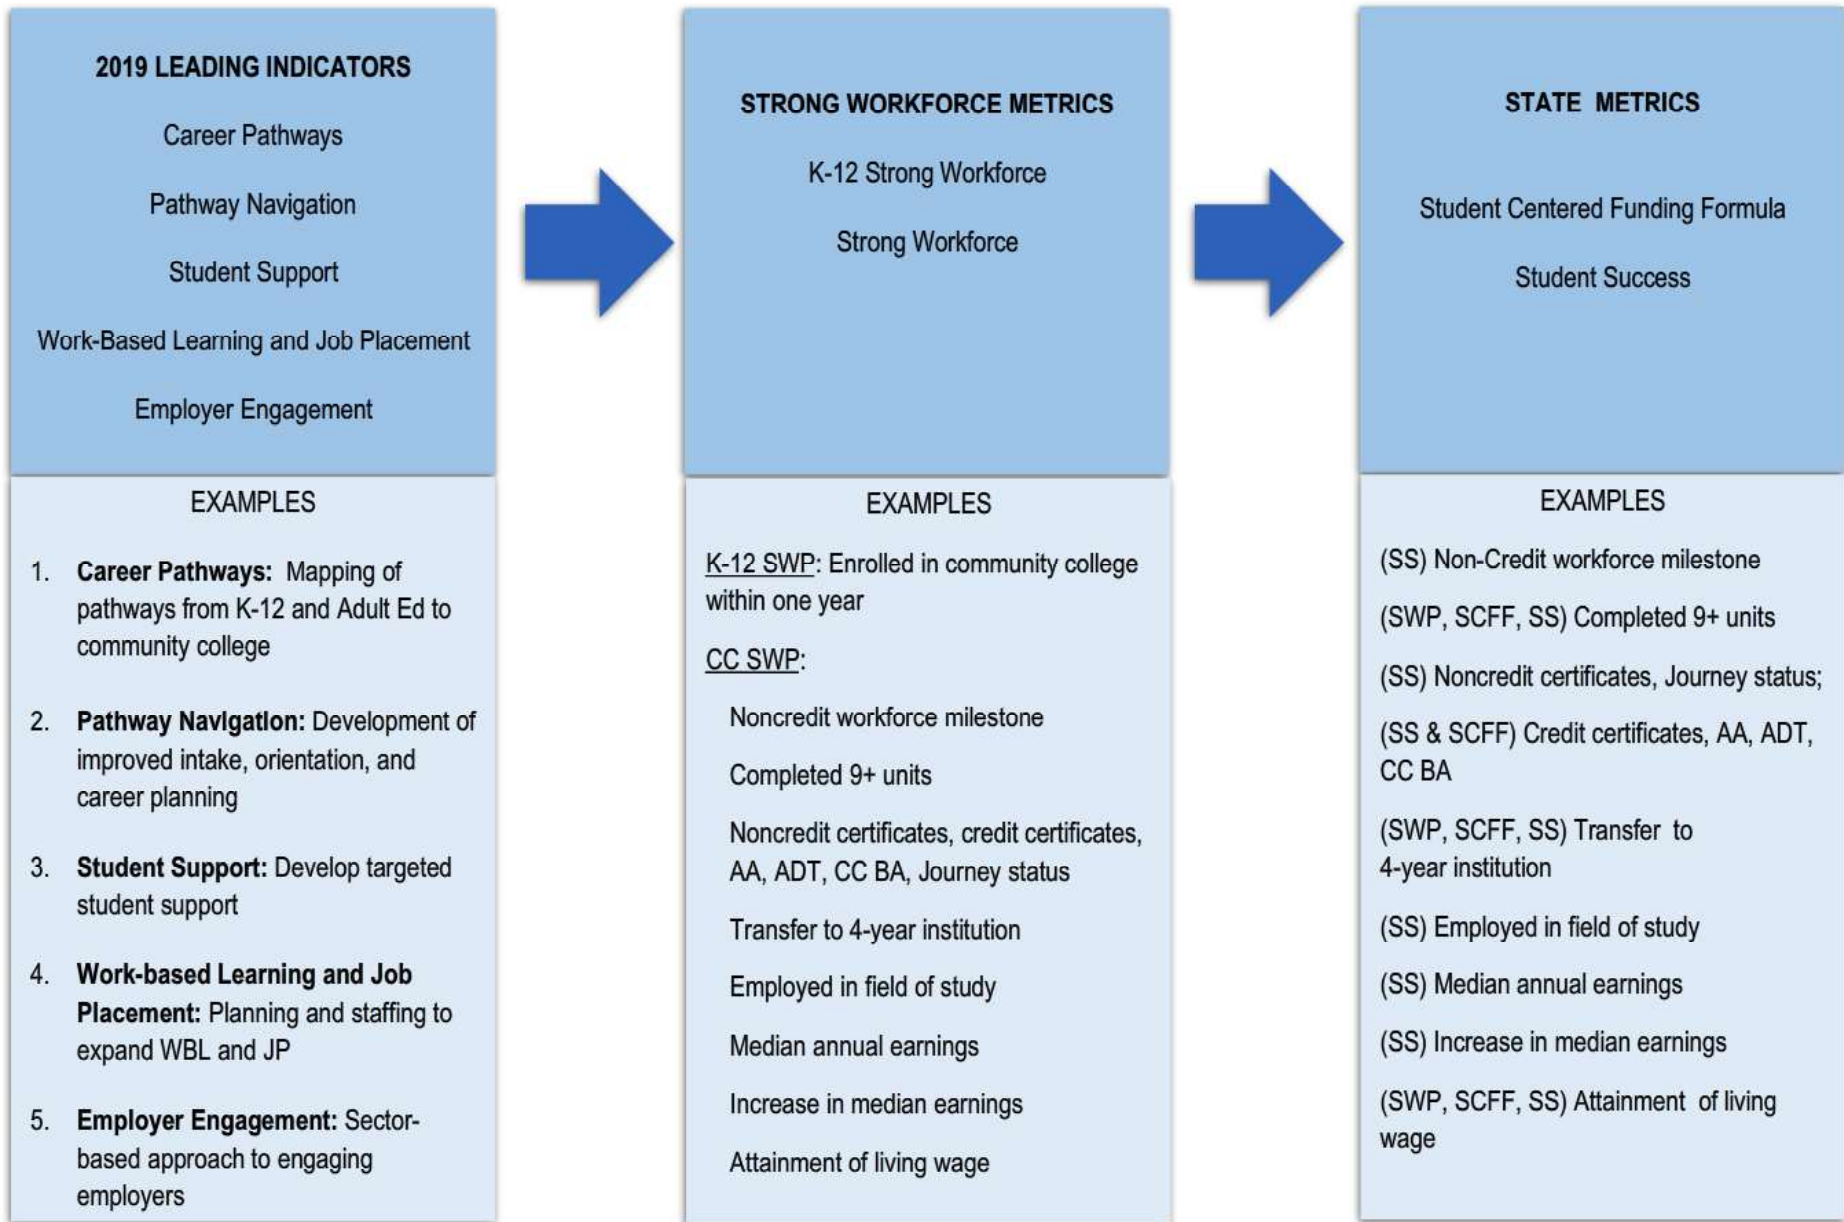 2019 LEADING INDICATORS
Career Pathways
Pathway Navigation
Student Support
Work-Based Learning and Job Placement
Employer Engagement
EXAMPLES
1. Career Pathways: Mapping of
pathways from K-12 and Adult Ed to
community college
2. Pathway Navigation: Development of
improved intake, orientation, and
career planning
3. Student Support: Develop targeted
student support
4. Work-based Learning and Job
Placement: Planning and staffing to
expand WBL and JP
5. Employer Engagement: Sector-
based approach to engaging
employers
STRONG WORKFORCE METRICS
K-12 Strong Workforce
Strong Workforce
EXAMPLES
K-12 SWP: Enrolled in community college
within one year
CC SWP:
Noncredit workforce milestone
Completed 9+ units
Noncredit certificates, credit certificates,
AA, ADT, CC BA, Journey status
Transfer to 4-year institution
Employed in field of study
Median annual earnings
Increase in median earnings
Attainment of living wage
STATE METRICS
Student Centered Funding Formula
Student Success
EXAMPLES
(SS) Non-Credit workforce milestone
(SWP, SCFF, SS) Completed 9+ units
(SS) Noncredit certificates, Journey status;
(SS & SCFF) Credit certificates, AA, ADT,
CC BA
(SWP, SCFF, SS) Transfer to
4-year institution
(SS) Employed in field of study
(SS) Median annual earnings
(SS) Increase in median earnings
(SWP, SCFF, SS) Attainment of living
wage